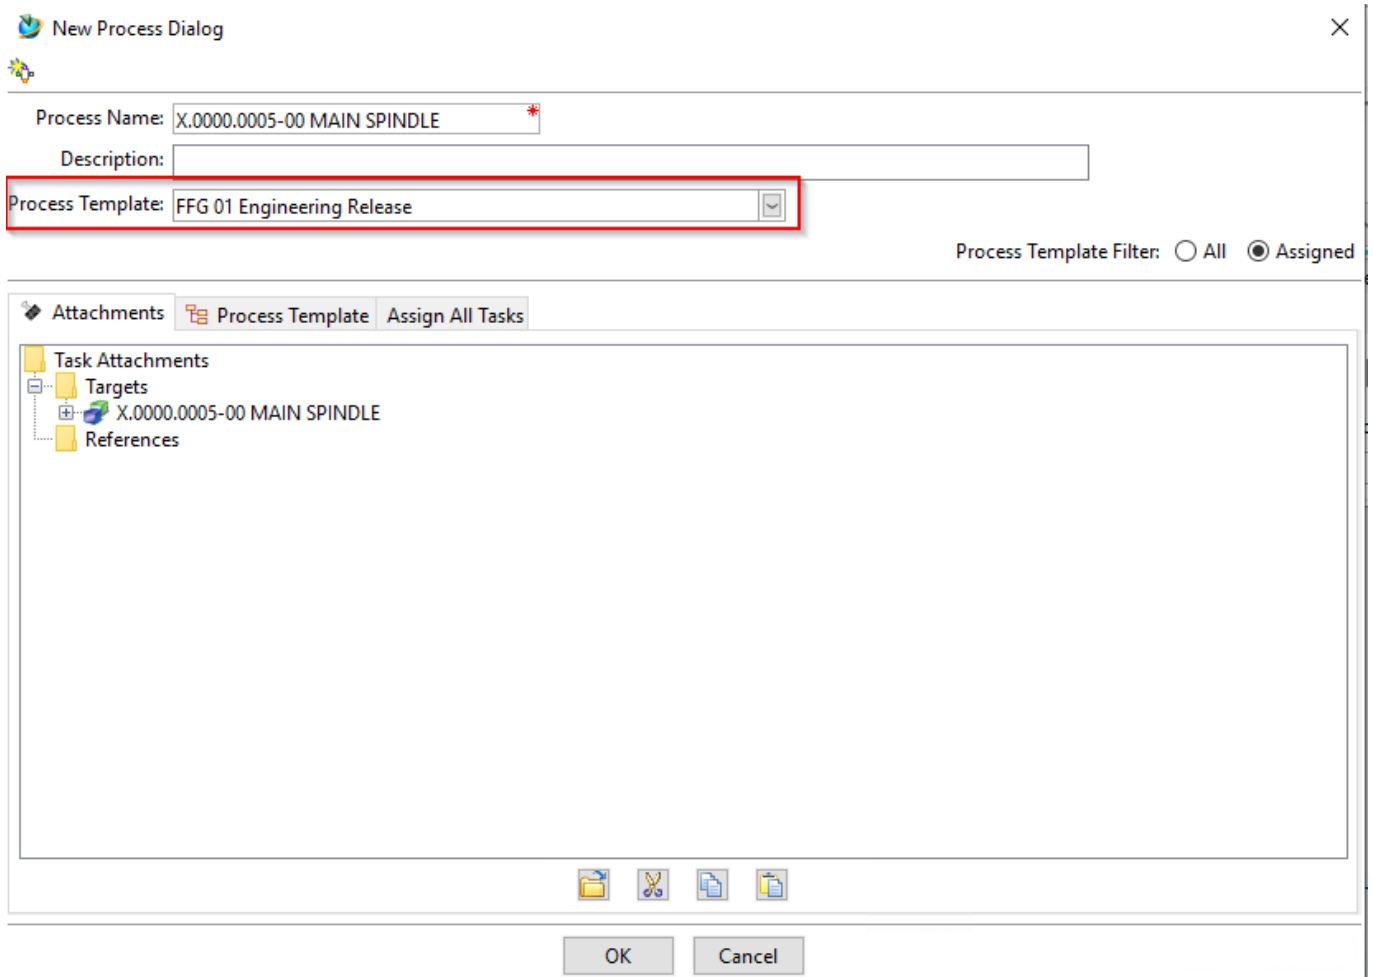 New Process Dialog
Process Name: X.0000.0005-00 MAIN SPINDLE *
Description:
Process Template: FFG 01 Engineering Release
Process Template Filter: All Assigned
Attachments Process Template Assign All Tasks
Task Attachments
Targets
X.0000.0005-00 MAIN SPINDLE
References
OK Cancel